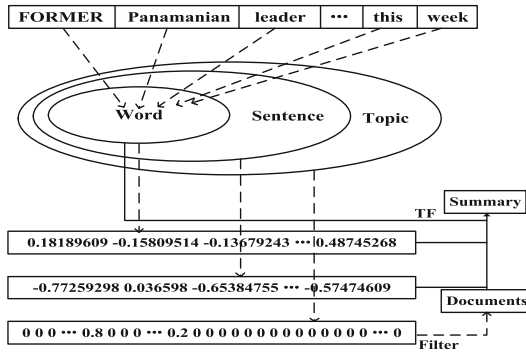 FORMER Panamanian leader ··· this week
Word
Sentence
Topic
Summary
TF
0.18189609 -0.15809514 -0.13679243 ··· 0.48745268
-0.77259298 0.036598 -0.65384755 ··· -0.57474609
Documents
0 0 0 ··· 0.8 0 0 0 ··· 0.2 0 0 0 0 0 0 0 0 0 0 0 0 0 0 0 ··· 0
Filter